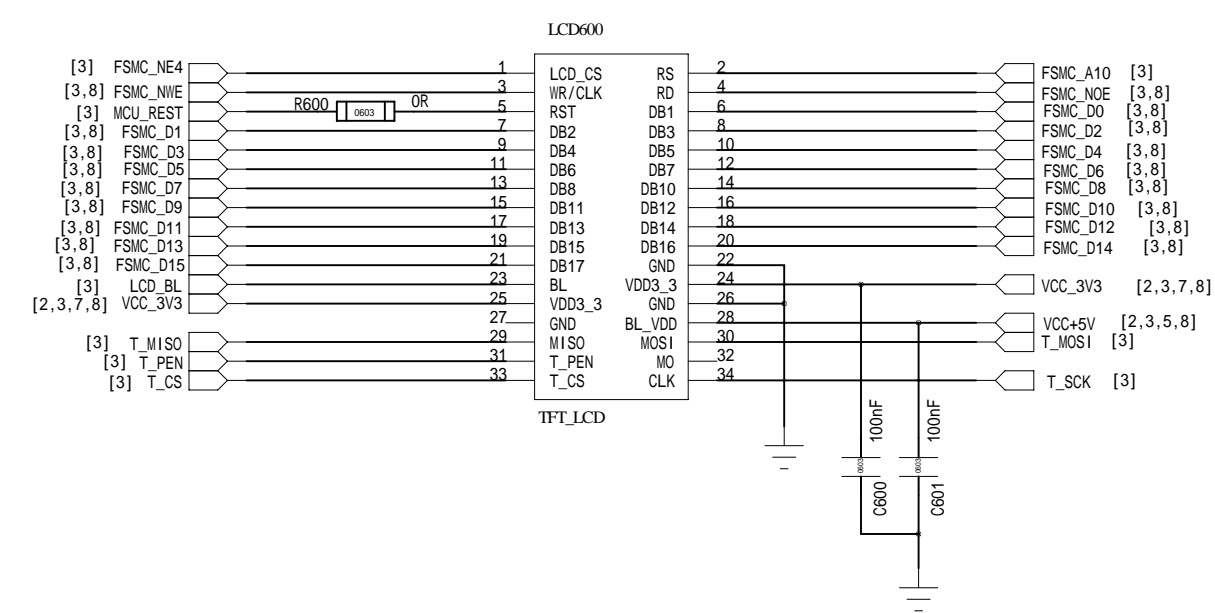 LCD600
[3] FSMC_NE4 1 LCD_CS RS 2 FSMC_A10 [3]
[3,8] FSMC_NWE 3 WR/CLK RD 4 FSMC_NOE [3,8]
[3] MCU_REST R600 0603 0R 5 RST DB1 6 FSMC_D0 [3,8]
[3,8] FSMC_D1 7 DB2 DB3 8 FSMC_D2 [3,8]
[3,8] FSMC_D3 9 DB4 DB5 10 FSMC_D4 [3,8]
[3,8] FSMC_D5 11 DB6 DB7 12 FSMC_D6 [3,8]
[3,8] FSMC_D7 13 DB8 DB10 14 FSMC_D8 [3,8]
[3,8] FSMC_D9 15 DB11 DB12 16 FSMC_D10 [3,8]
[3,8] FSMC_D11 17 DB13 DB14 18 FSMC_D12 [3,8]
[3,8] FSMC_D13 19 DB15 DB16 20 FSMC_D14 [3,8]
[3,8] FSMC_D15 21 DB17 GND 22
[3] LCD_BL 23 BL VDD3_3 24 VCC_3V3 [2,3,7,8]
[2,3,7,8] VCC_3V3 25 VDD3_3 GND 26
27 GND BL_VDD 28 VCC+5V [2,3,5,8]
[3] T_MISO 29 MISO MOSI 30 T_MOSI [3]
[3] T_PEN 31 T_PEN MO 32
[3] T_CS 33 T_CS CLK 34 T_SCK [3]
TFT_LCD
100nF 100nF
0603 0603
C600 C601